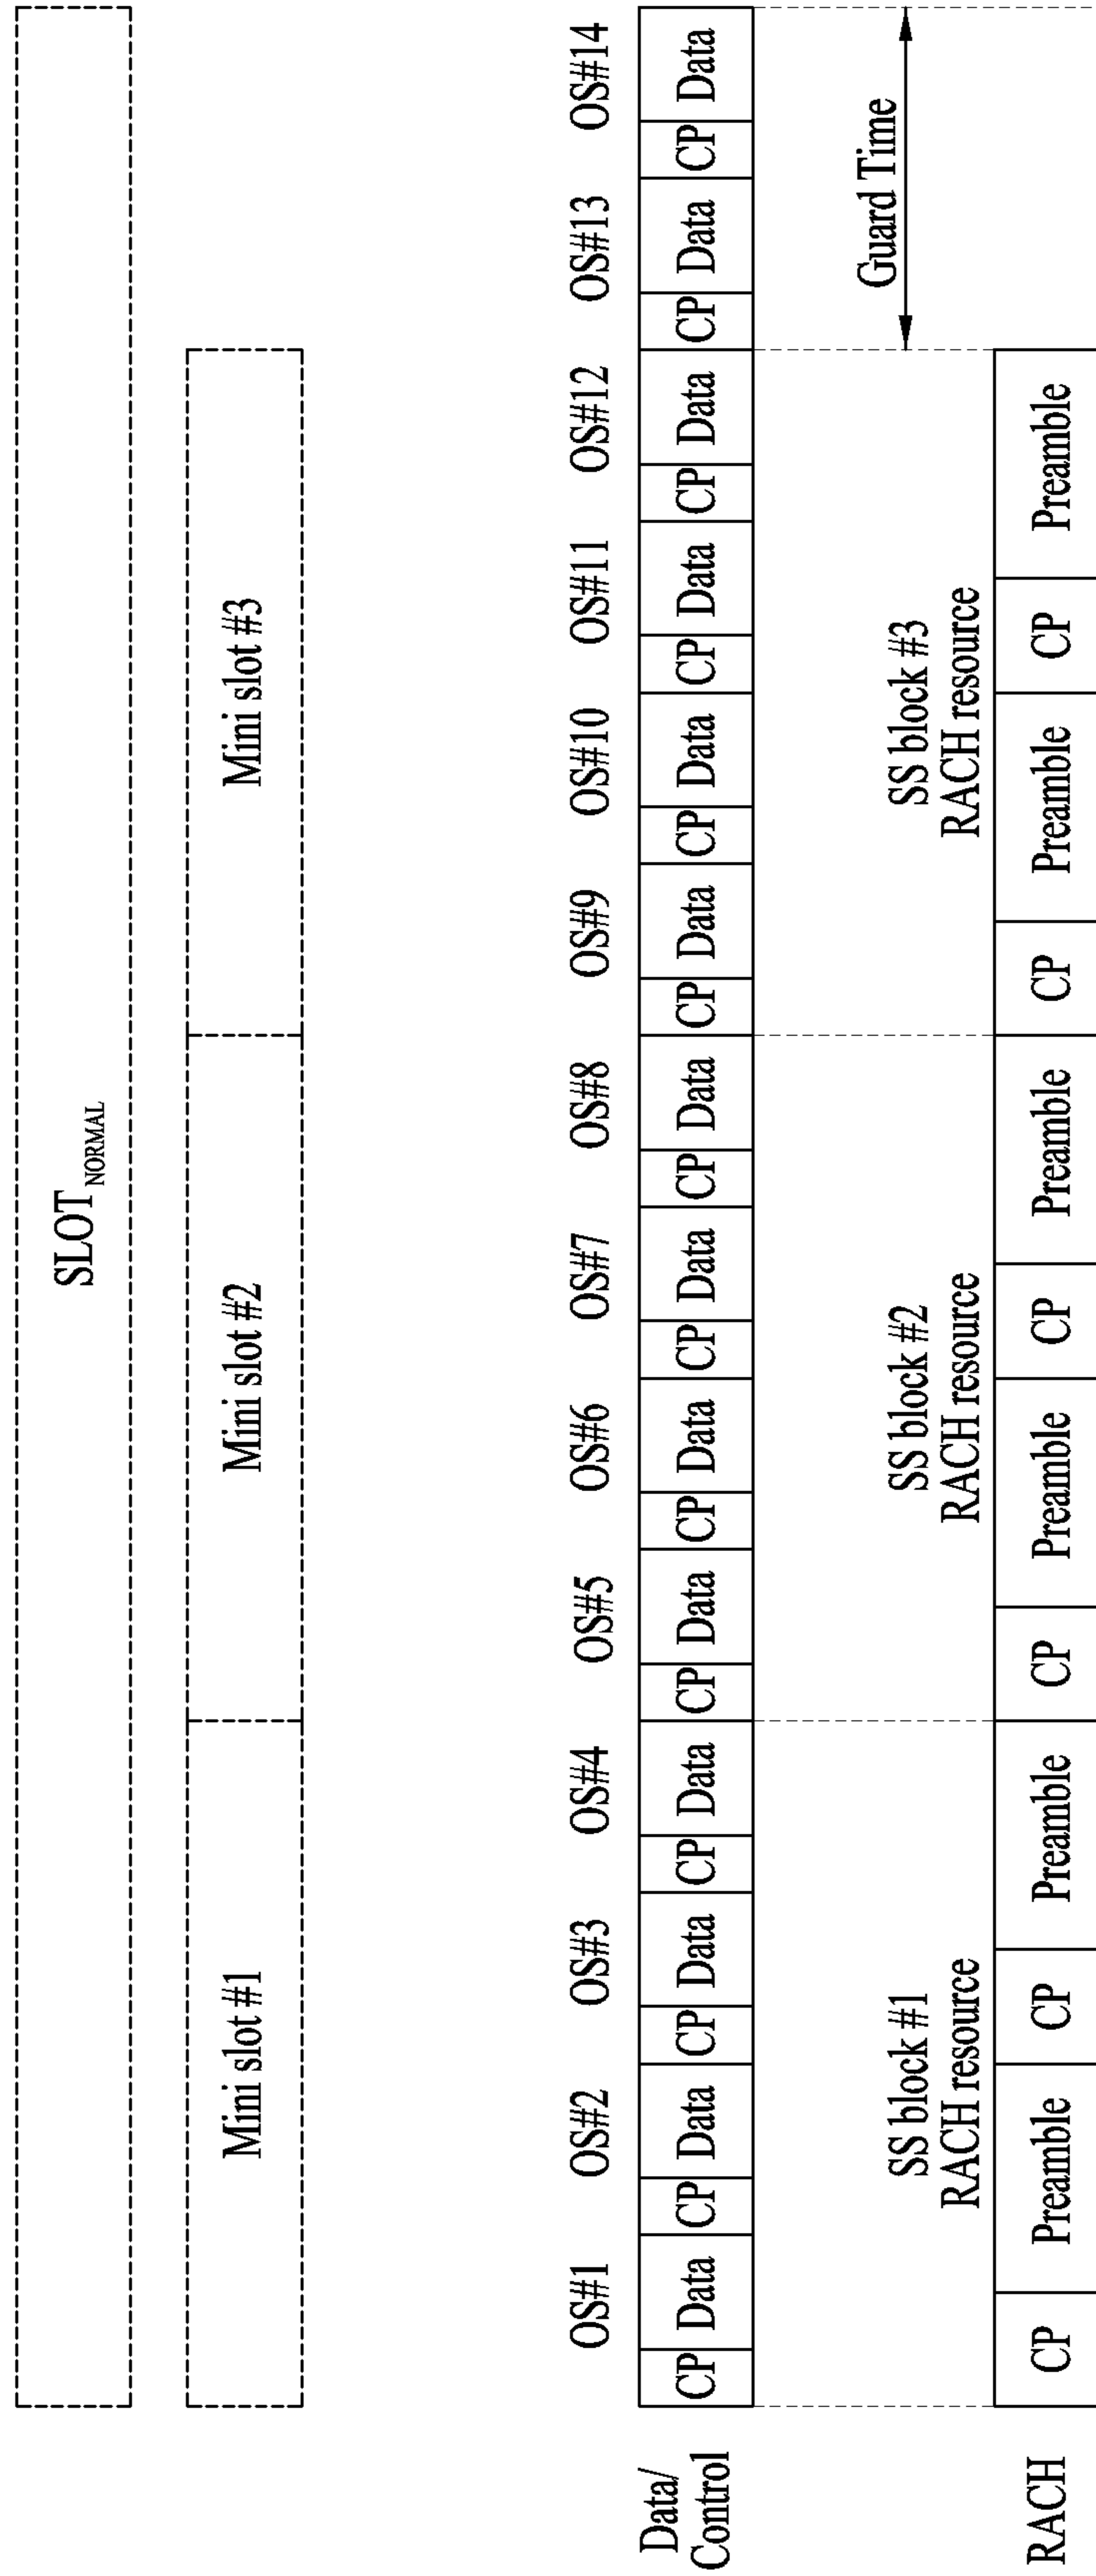 SLOT NORMAL
Mini slot #1 Mini slot #2 Mini slot #3
OS#1 OS#2 OS#3 OS#4 OS#5 OS#6 OS#7 OS#8 OS#9 OS#10 OS#11 OS#12 OS#13 OS#14
Data/
Control
CP Data CP Data CP Data CP Data CP Data CP Data CP Data CP Data CP Data CP Data CP Data CP Data CP Data CP Data
Guard Time
SS block #1
RACH resource
SS block #2
RACH resource
SS block #3
RACH resource
RACH
CP Preamble CP Preamble CP Preamble CP Preamble CP Preamble CP Preamble